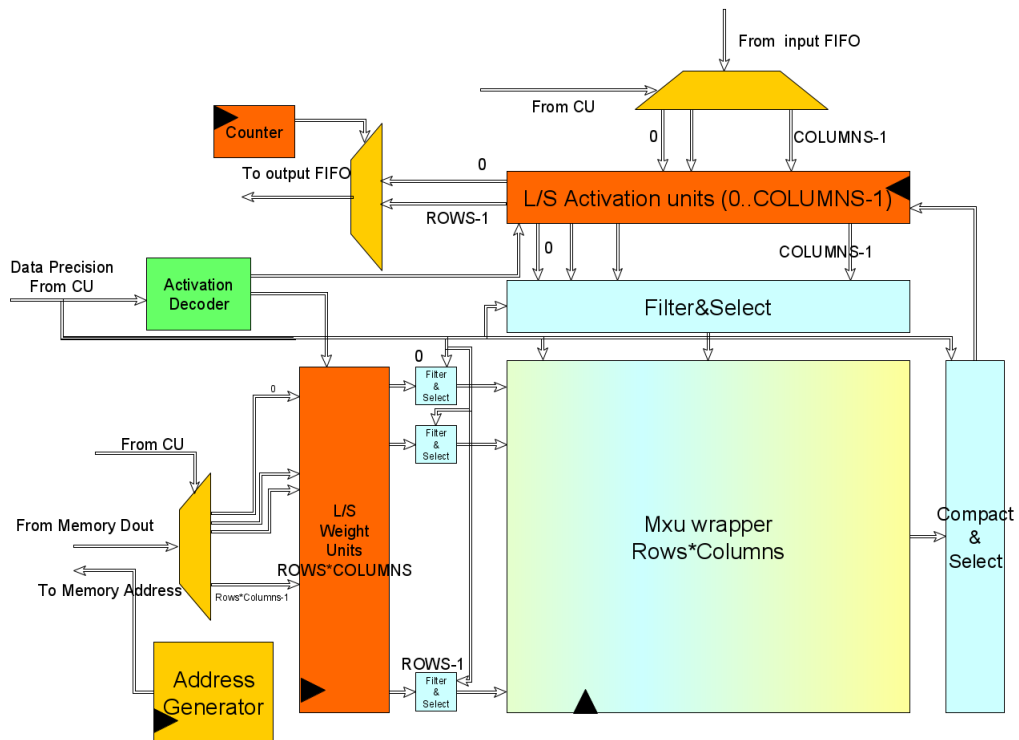 From input FIFO
From CU
Counter
0
COLUMNS-1
To output FIFO
0
L/S Activation units (0..COLUMNS-1)
ROWS-1
0
COLUMNS-1
Data Precision
From CU
Activation
Decoder
Filter&Select
0
Filter
&
Select
0
Filter
&
Select
From CU
L/S
Weight
Units
ROWS*COLUMNS
From Memory Dout
Mxu wrapper
Rows*Columns
Compact
&
Select
To Memory Address
Rows*Columns-1
ROWS-1
Filter
&
Select
Address
Generator